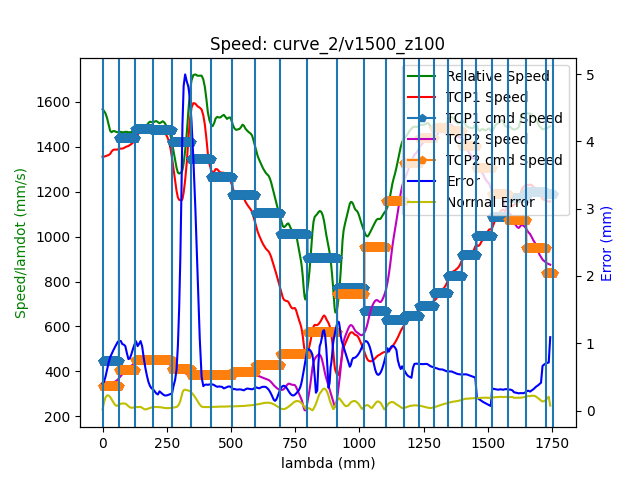 Speed: curve_2/v1500_z100
Relative Speed
TCP1 Speed
TCP1 cmd Speed
TCP2 Speed
TCP2 cmd Speed
Error
Normal Error
Speed/lamdot (mm/s)
1600
1400
1200
1000
800
600
400
200
5
4
3
2
1
0
Error (mm)
0 250 500 750 1000 1250 1500 1750
lambda (mm)